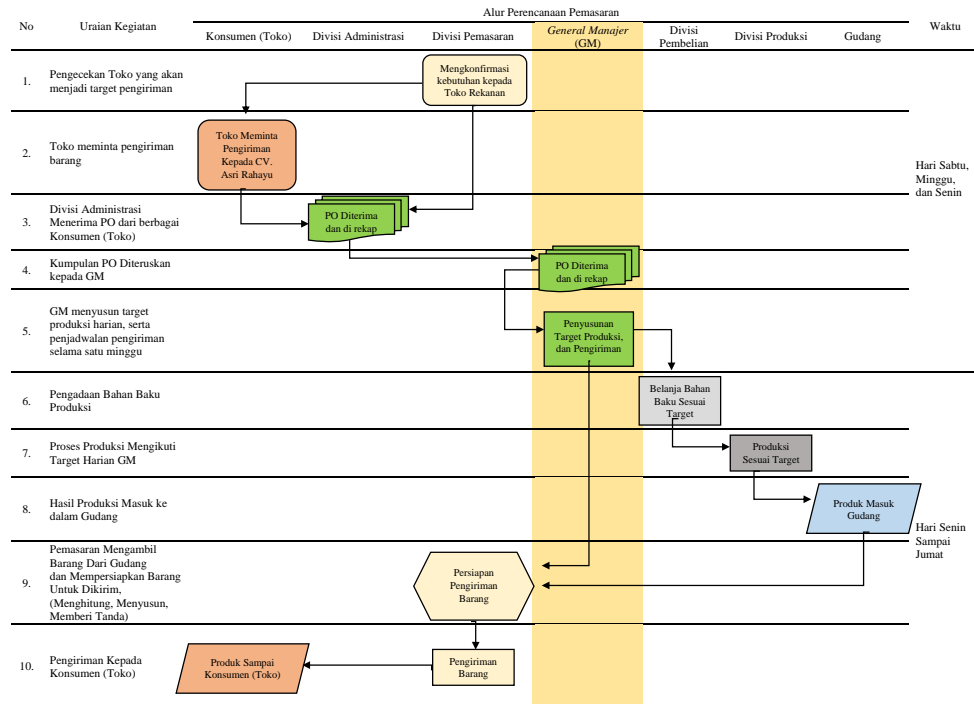 Alur Perencanaan Pemasaran
No
Uraian Kegiatan
Konsumen (Toko)
Divisi Administrasi
Divisi Pemasaran
General Manajer
(GM)
Divisi
Pembelian
Divisi Produksi
Gudang
Waktu
1.
Pengecekan Toko yang akan
menjadi target pengiriman
Mengkonfirmasi
kebutuhan kepada
Toko Rekanan
2.
Toko meminta pengiriman
barang
Toko Meminta
Pengiriman
Kepada CV.
Asri Rahayu
Hari Sabtu,
Minggu,
dan Senin
3.
Divisi Administrasi
Menerima PO dari berbagai
Konsumen (Toko)
PO Diterima
dan di rekap
4.
Kumpulan PO Diteruskan
kepada GM
PO Diterima
dan di rekap
5.
GM menyusun target
produksi harian, serta
penjadwalan pengiriman
selama satu minggu
Penyusunan
Target Produksi,
dan Pengiriman
6.
Pengadaan Bahan Baku
Produksi
Belanja Bahan
Baku Sesuai
Target
7.
Proses Produksi Mengikuti
Target Harian GM
Produksi
Sesuai Target
8.
Hasil Produksi Masuk ke
dalam Gudang
Produk Masuk
Gudang
Hari Senin
Sampai
Jumat
9.
Pemasaran Mengambil
Barang Dari Gudang
dan Mempersiapkan Barang
Untuk Dikirim,
(Menghitung, Menyusun,
Memberi Tanda)
Persiapan
Pengiriman
Barang
10.
Pengiriman Kepada
Konsumen (Toko)
Produk Sampai
Konsumen (Toko)
Pengiriman
Barang